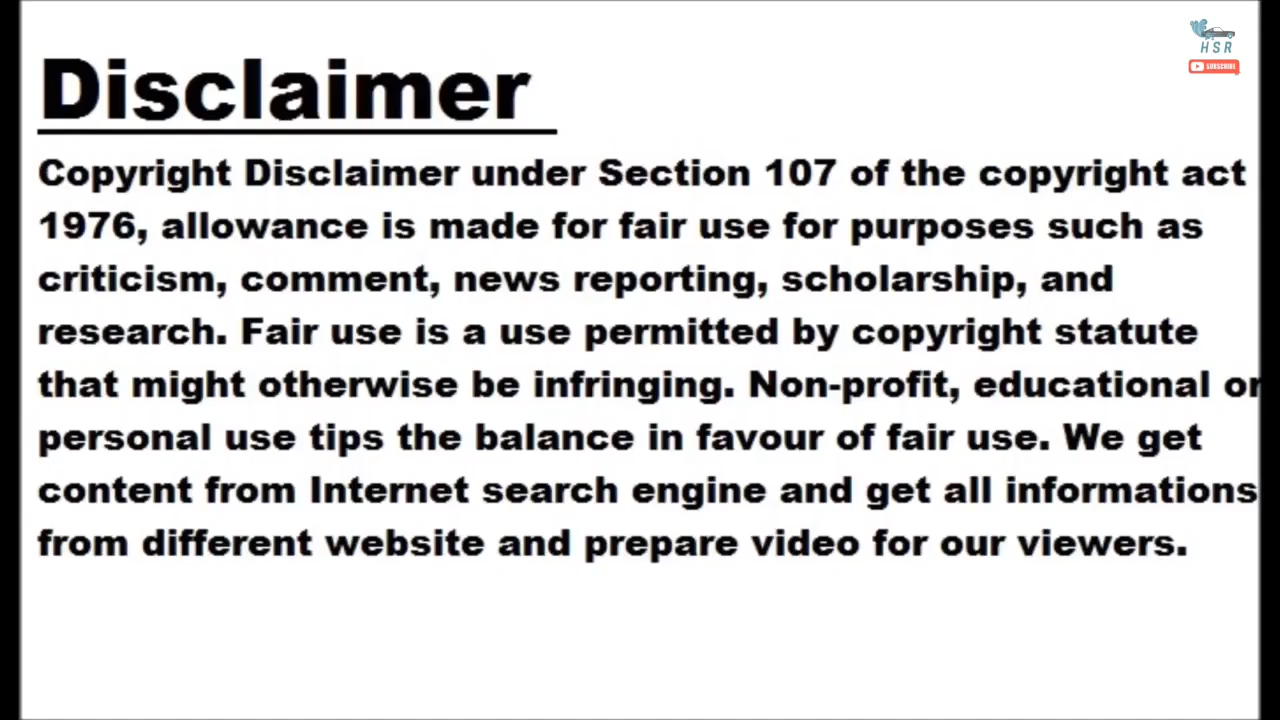 HSR
SUBSCRIBE
Disclaimer
Copyright Disclaimer under Section 107 of the copyright act
1976, allowance is made for fair use for purposes such as
criticism, comment, news reporting, scholarship, and
research. Fair use is a use permitted by copyright statute
that might otherwise be infringing. Non-profit, educational or
personal use tips the balance in favour of fair use. We get
content from Internet search engine and get all informations
from different website and prepare video for our viewers.